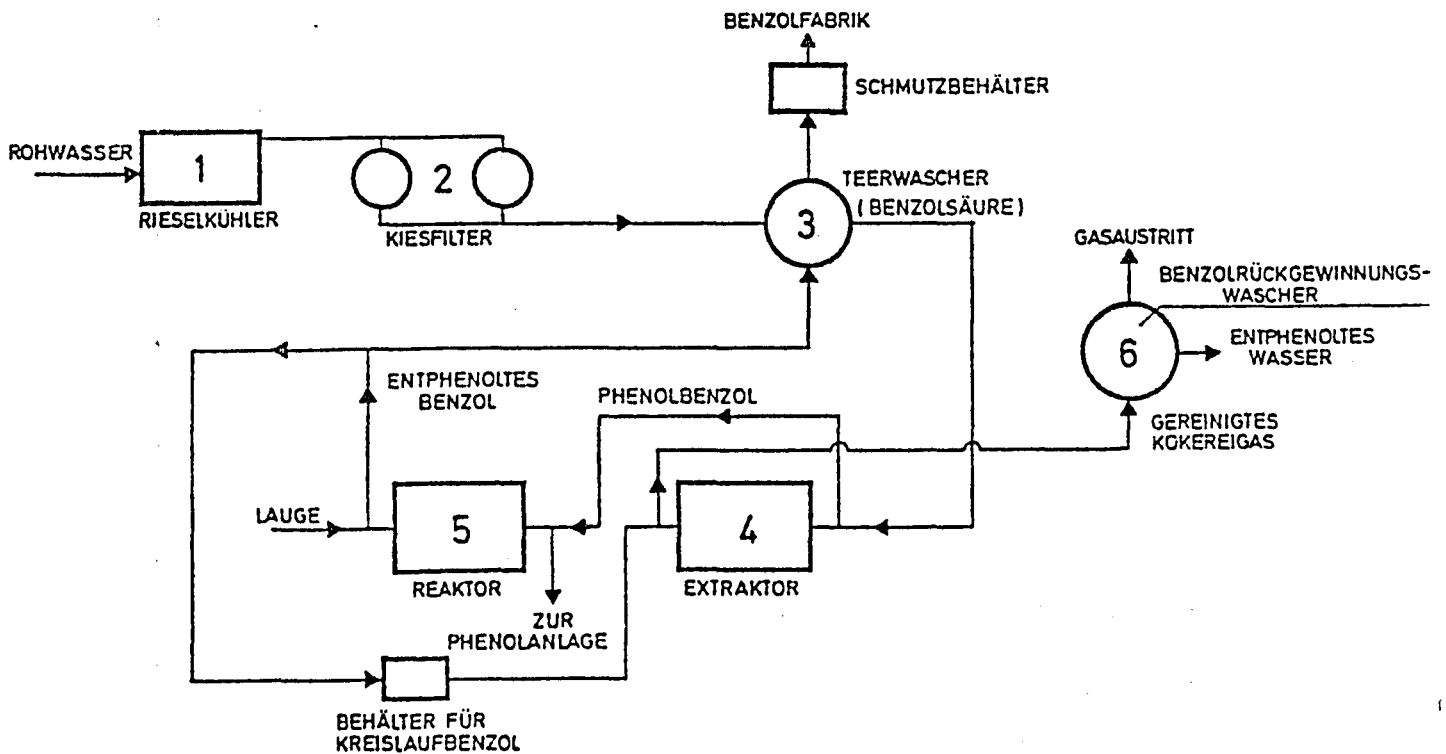 BENZOLFABRIK
SCHMUTZBEHÄLTER
ROHWASSER
1
RIESELKÜHLER
2
KIESFILTER
3
TEERWASCHER
(BENZOLSÄURE)
GASAUSTRITT
BENZOLRÜCKGEWINNUNGS-
WASCHER
6
ENTPHENOLTES
WASSER
GEREINIGTES
KOKEREIGAS
ENTPHENOLTES
BENZOL
PHENOLBENZOL
LAUGE
5
REAKTOR
4
EXTRAKTOR
ZUR
PHENOLANLAGE
BEHÄLTER FÜR
KREISLAUFBENZOL